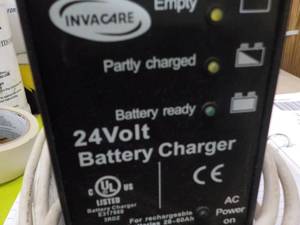 INVACARE
Empty
Partly charged
Battery ready
24Volt
Battery Charger
C UL US
LISTED
Battery Charger
CE
AC
Power
on
For rechargeable